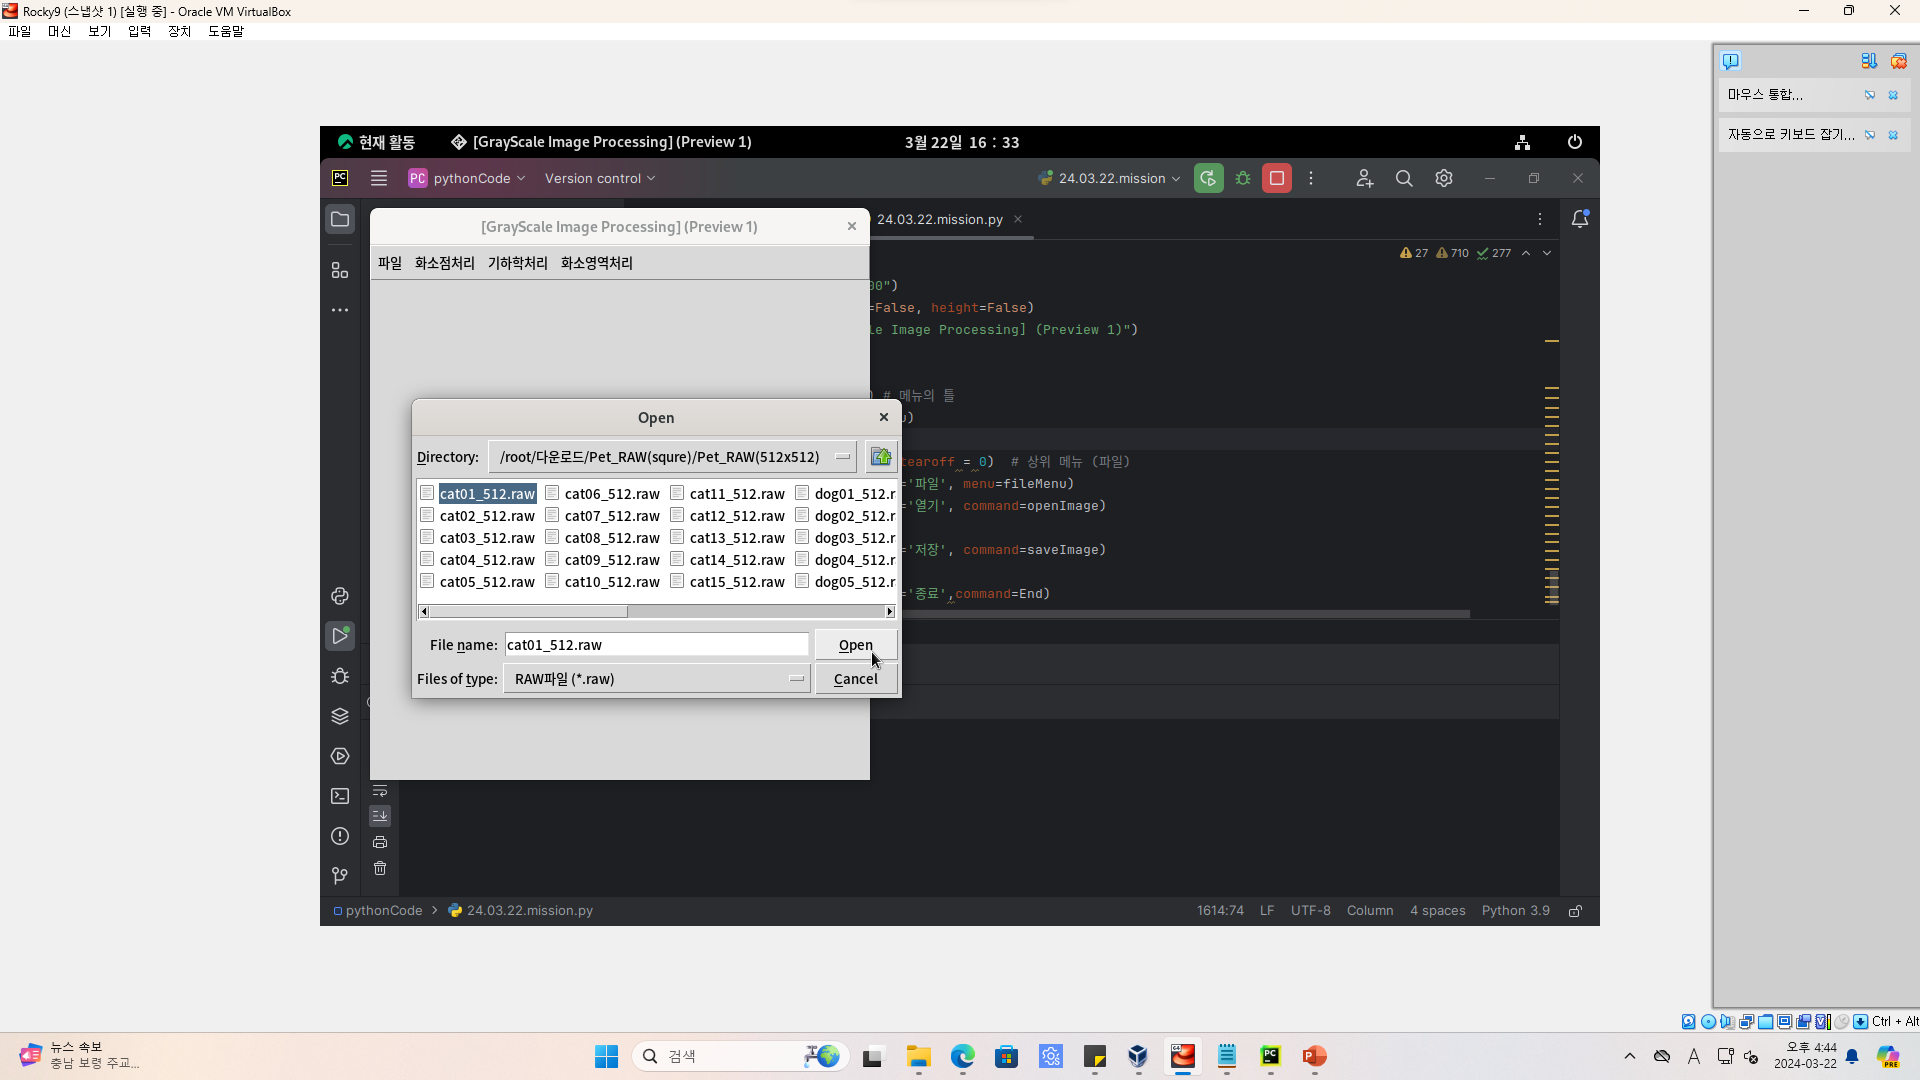 Rocky9 (스냅샷 1) [실행 중] - Oracle VM VirtualBox
파일 머신 보기 입력 장치 도움말
마우스 통합...
자동으로 키보드 잡기...
현재 활동 [GrayScale Image Processing] (Preview 1) 3월 22일 16 : 33
PC PC pythonCode Version control 24.03.22.mission
[GrayScale Image Processing] (Preview 1)
24.03.22.mission.py
파일 화소점처리 기하학처리 화소영역처리
27 710 277
00")
=False, height=False)
le Image Processing] (Preview 1)")
) # 메뉴의 틀
u)
tearoff = 0) # 상위 메뉴 (파일)
='파일', menu=fileMenu)
='열기', command=openImage)
='저장', command=saveImage)
='종료',command=End)
Open
Directory: /root/다운로드/Pet_RAW(squre)/Pet_RAW(512x512)
cat01_512.raw cat06_512.raw cat11_512.raw dog01_512.r
cat02_512.raw cat07_512.raw cat12_512.raw dog02_512.r
cat03_512.raw cat08_512.raw cat13_512.raw dog03_512.r
cat04_512.raw cat09_512.raw cat14_512.raw dog04_512.r
cat05_512.raw cat10_512.raw cat15_512.raw dog05_512.r
File name: cat01_512.raw Open
Files of type: RAW파일 (*.raw) Cancel
pythonCode > 24.03.22.mission.py 1614:74 LF UTF-8 Column 4 spaces Python 3.9
Ctrl + Alt
뉴스 속보
충남 보령 주교...
검색
A
오후 4:44
2024-03-22
PRE